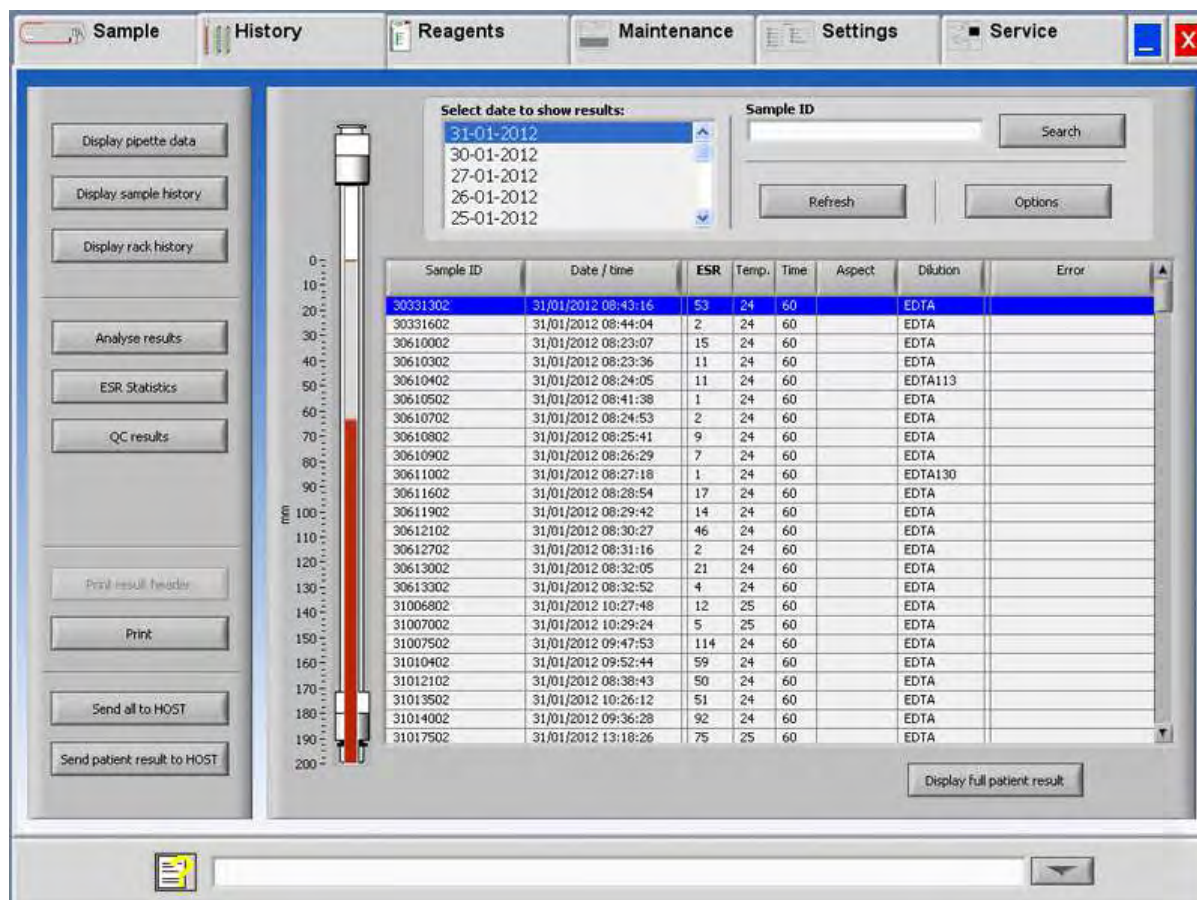 Sample History Reagents Maintenance Settings Service
Select date to show results:
31-01-2012
30-01-2012
27-01-2012
26-01-2012
25-01-2012
Sample ID
Search
Refresh
Options
Display pipette data
Display sample history
Display rack history
Analyse results
ESR Statistics
QC results
Print result header
Print
Send all to HOST
Send patient result to HOST
mm
0
10
20
30
40
50
60
70
80
90
100
110
120
130
140
150
160
170
180
190
200
Sample ID Date / time ESR Temp. Time Aspect Dilution Error
30331302 31/01/2012 08:43:16 53 24 60 EDTA
30331602 31/01/2012 08:44:04 2 24 60 EDTA
30610002 31/01/2012 08:23:07 15 24 60 EDTA
30610302 31/01/2012 08:23:36 11 24 60 EDTA
30610402 31/01/2012 08:24:05 11 24 60 EDTA113
30610502 31/01/2012 08:41:38 1 24 60 EDTA
30610702 31/01/2012 08:24:53 2 24 60 EDTA
30610802 31/01/2012 08:25:41 9 24 60 EDTA
30610902 31/01/2012 08:26:29 7 24 60 EDTA
30611002 31/01/2012 08:27:18 1 24 60 EDTA130
30611602 31/01/2012 08:28:54 17 24 60 EDTA
30611902 31/01/2012 08:29:42 14 24 60 EDTA
30612102 31/01/2012 08:30:27 46 24 60 EDTA
30612702 31/01/2012 08:31:16 2 24 60 EDTA
30613002 31/01/2012 08:32:05 21 24 60 EDTA
30613302 31/01/2012 08:32:52 4 24 60 EDTA
31006802 31/01/2012 10:27:48 12 25 60 EDTA
31007002 31/01/2012 10:29:24 5 25 60 EDTA
31007502 31/01/2012 09:47:53 114 24 60 EDTA
31010402 31/01/2012 09:52:44 59 24 60 EDTA
31012102 31/01/2012 08:38:43 50 24 60 EDTA
31013502 31/01/2012 10:26:12 51 24 60 EDTA
31014002 31/01/2012 09:36:28 92 24 60 EDTA
31017502 31/01/2012 13:18:26 75 25 60 EDTA
Display full patient result